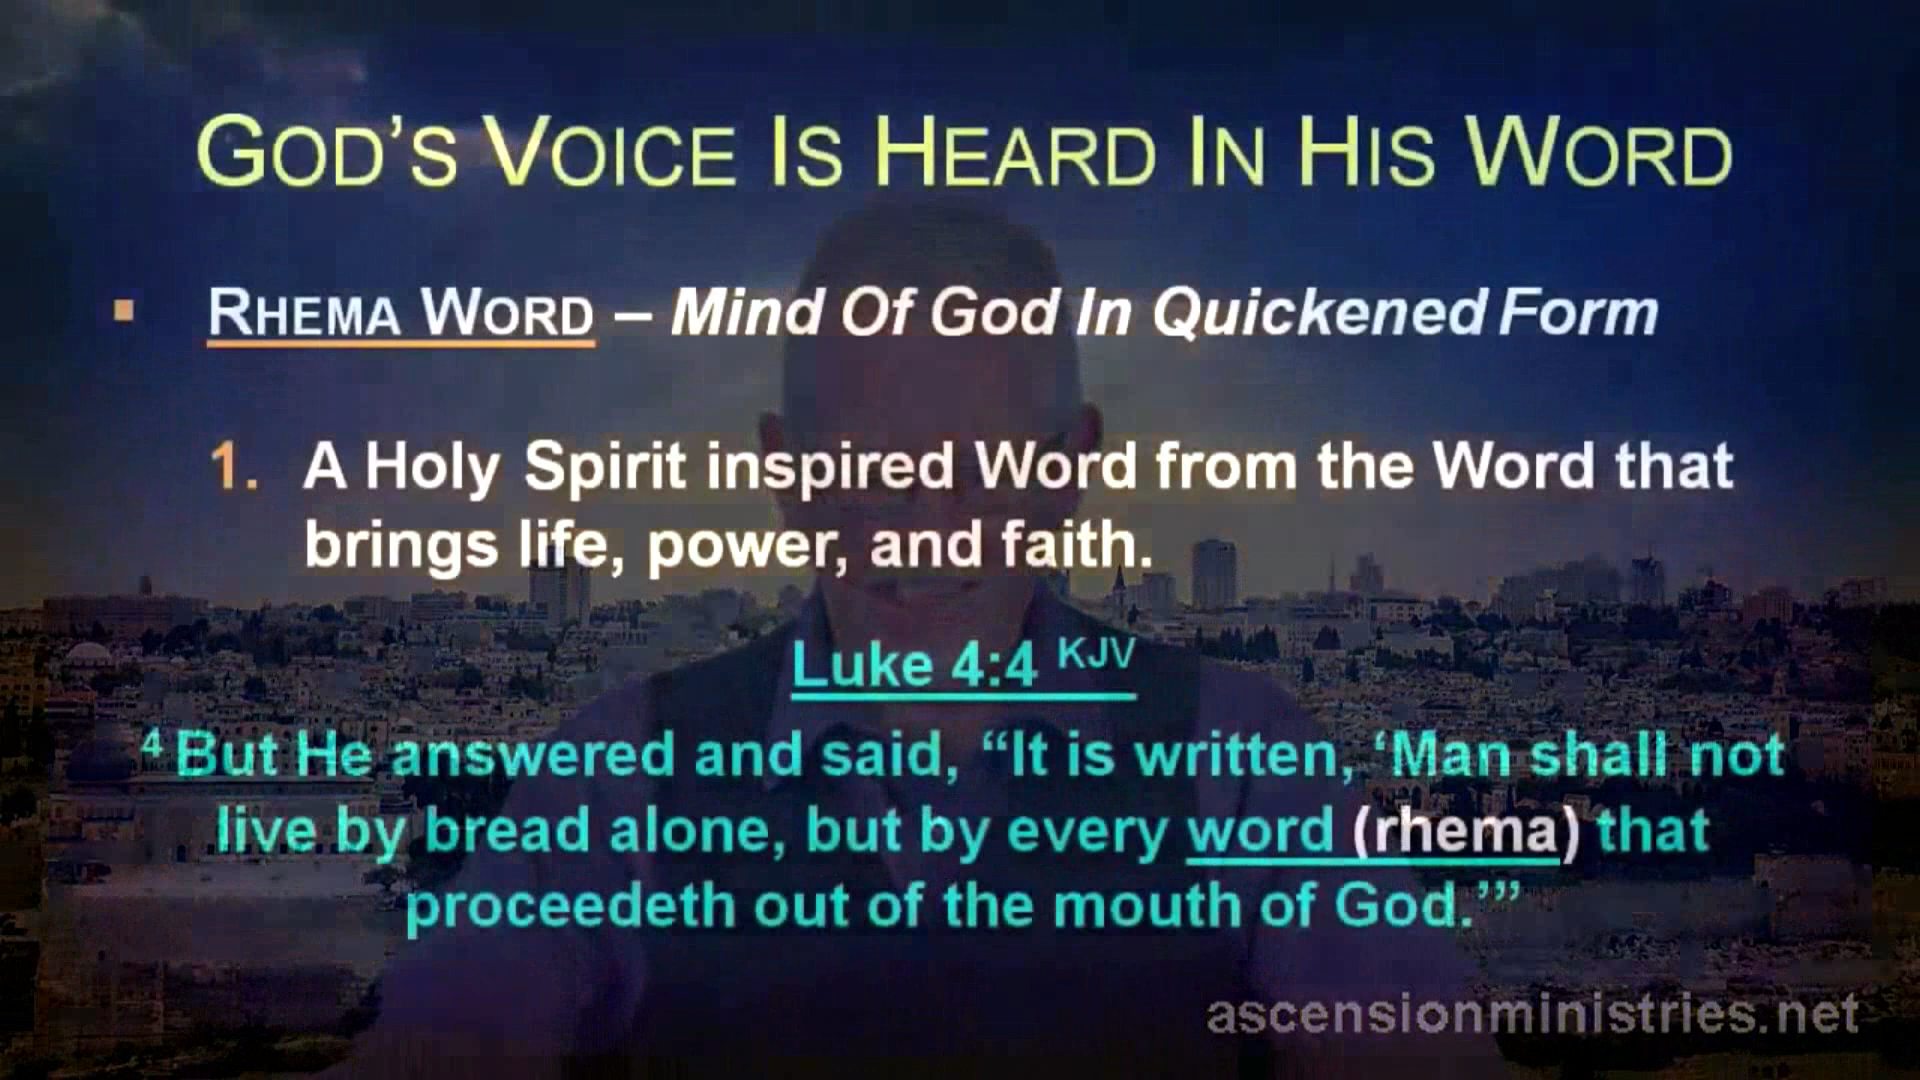 GOD’S VOICE IS HEARD IN HIS WORD
▪ RHEMA WORD – Mind Of God In Quickened Form
1. A Holy Spirit inspired Word from the Word that
brings life, power, and faith.
Luke 4:4 KJV
4 But He answered and said, “It is written, ‘Man shall not
live by bread alone, but by every word (rhema) that
proceedeth out of the mouth of God.’”
ascensionministries.net